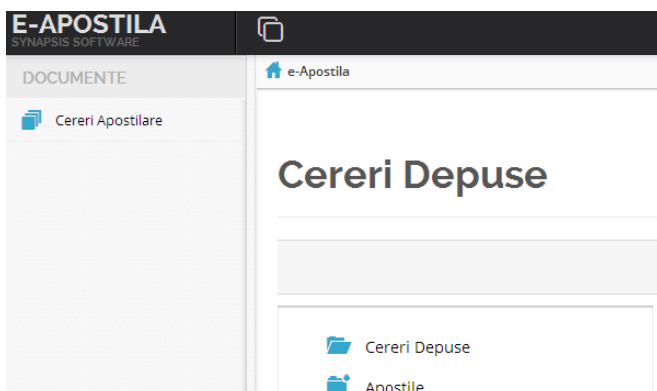 E-APOSTILA
SYNAPSIS SOFTWARE
DOCUMENTE
e-Apostila
Cereri Apostilare
Cereri Depuse
Cereri Depuse
Apostile